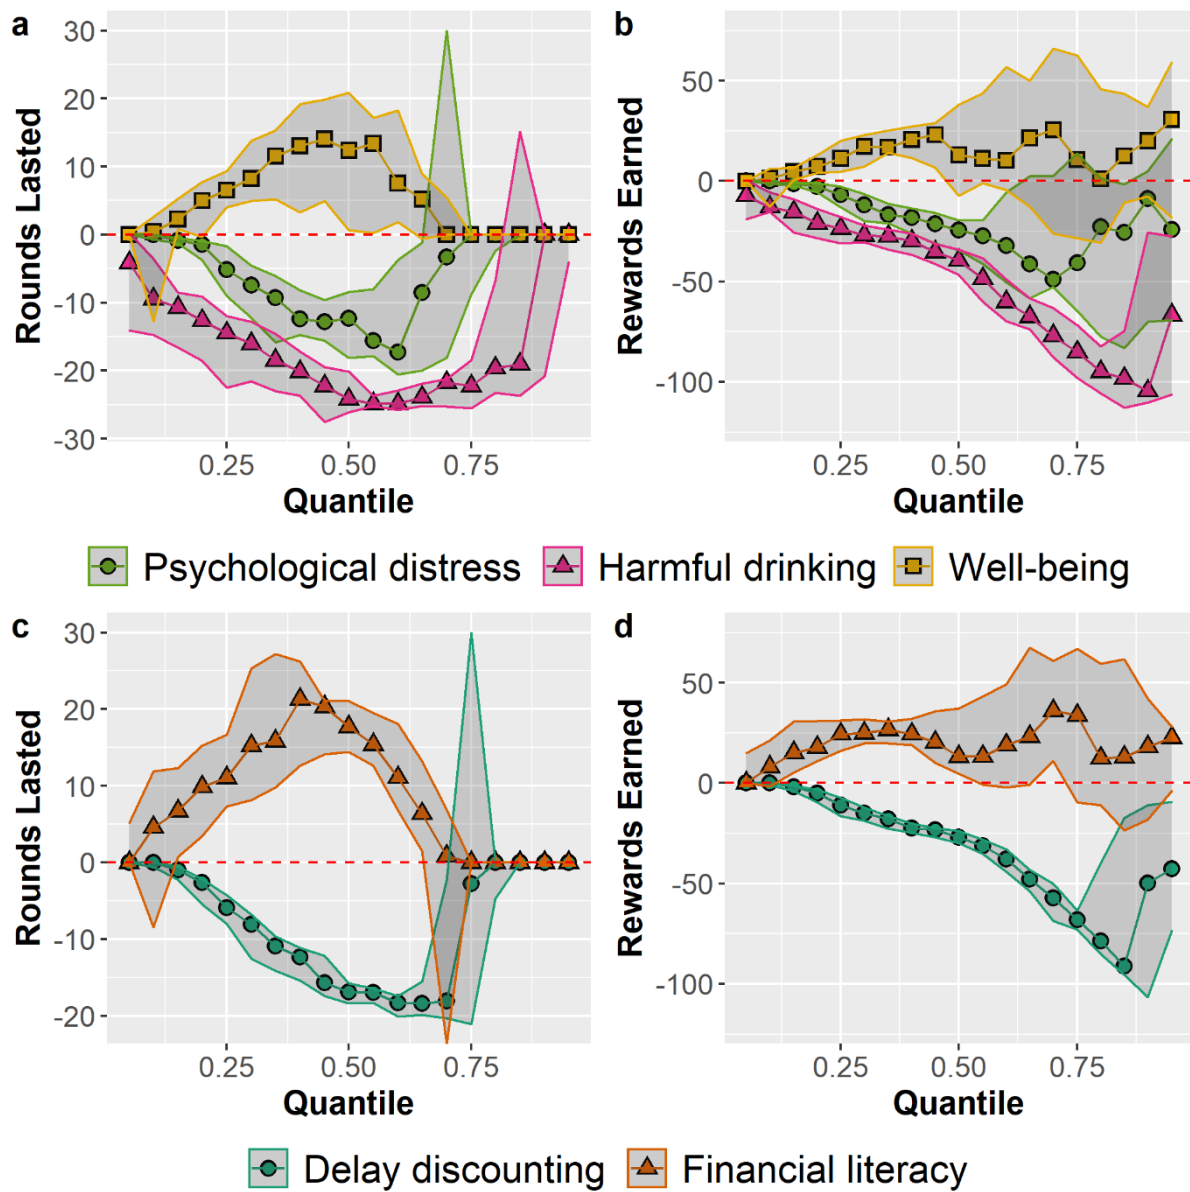 a
30
20
10
0
-10
-20
-30
Rounds Lasted
0.25 0.50 0.75
Quantile
b
50
0
-50
-100
Rewards Earned
0.25 0.50 0.75
Quantile
Psychological distress Harmful drinking Well-being
c
30
20
10
0
-10
-20
Rounds Lasted
0.25 0.50 0.75
Quantile
d
50
0
-50
-100
Rewards Earned
0.25 0.50 0.75
Quantile
Delay discounting Financial literacy